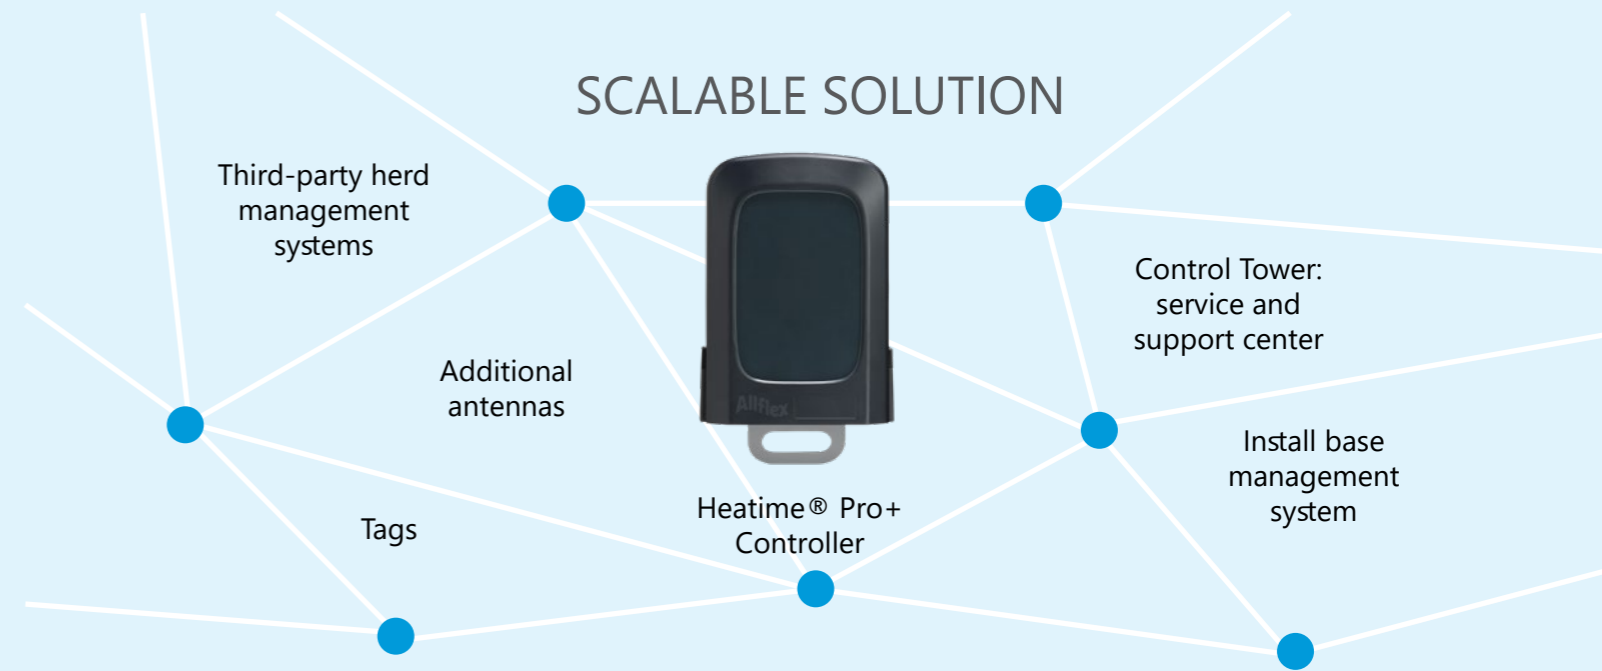 SCALABLE SOLUTION
Third-party herd
management
systems
Control Tower:
service and
support center
Additional
antennas
Allflex
Install base
management
system
Heatime® Pro+
Controller
Tags